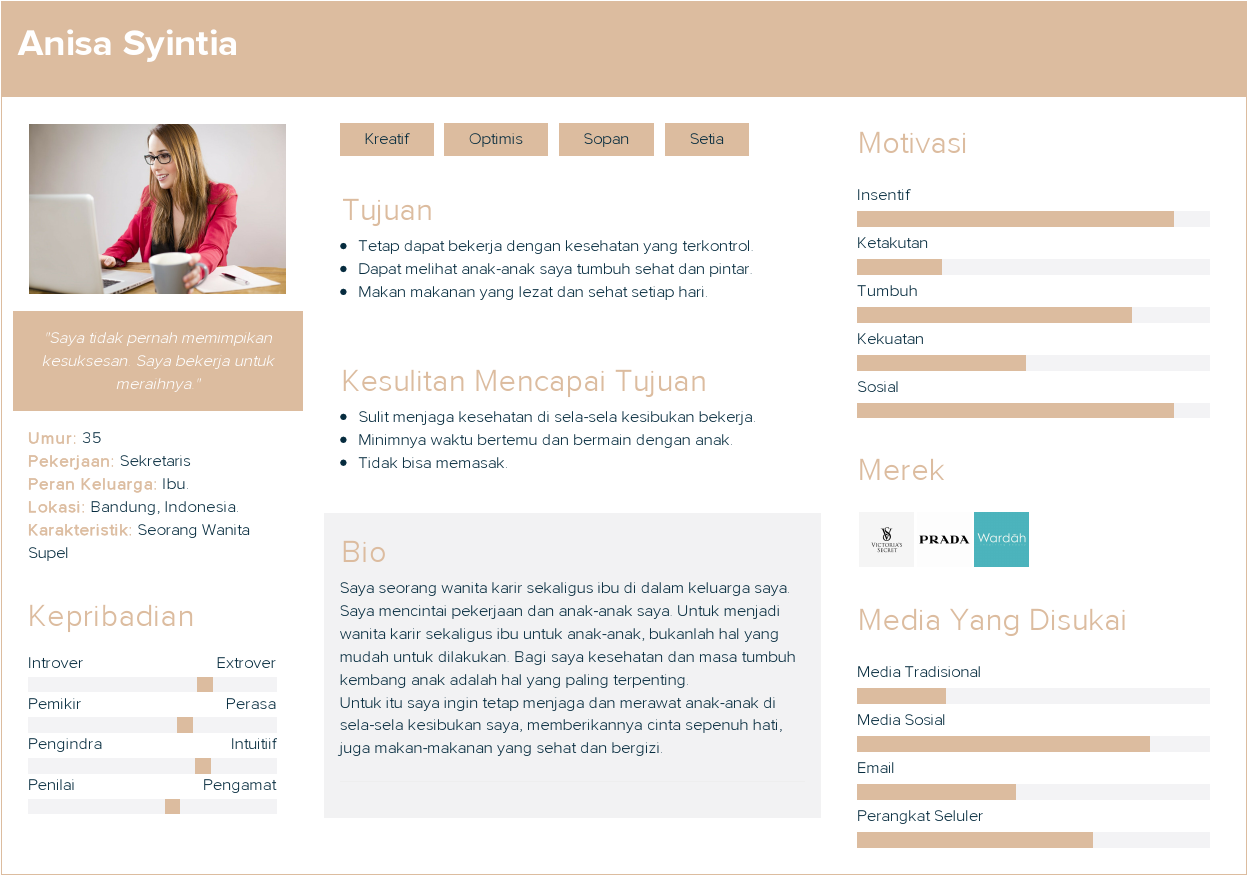 Anisa Syintia
"Saya tidak pernah memimpikan
kesuksesan. Saya bekerja untuk
meraihnya."
Umur: 35
Pekerjaan: Sekretaris
Peran Keluarga: Ibu.
Lokasi: Bandung, Indonesia.
Karakteristik: Seorang Wanita
Supel
Kepribadian
Introver Extrover
Pemikir Perasa
Pengindra Intuitiif
Penilai Pengamat
Kreatif Optimis Sopan Setia
Tujuan
Tetap dapat bekerja dengan kesehatan yang terkontrol.
Dapat melihat anak-anak saya tumbuh sehat dan pintar.
Makan makanan yang lezat dan sehat setiap hari.
Kesulitan Mencapai Tujuan
Sulit menjaga kesehatan di sela-sela kesibukan bekerja.
Minimnya waktu bertemu dan bermain dengan anak.
Tidak bisa memasak.
Bio
Saya seorang wanita karir sekaligus ibu di dalam keluarga saya.
Saya mencintai pekerjaan dan anak-anak saya. Untuk menjadi
wanita karir sekaligus ibu untuk anak-anak, bukanlah hal yang
mudah untuk dilakukan. Bagi saya kesehatan dan masa tumbuh
kembang anak adalah hal yang paling terpenting.
Untuk itu saya ingin tetap menjaga dan merawat anak-anak di
sela-sela kesibukan saya, memberikannya cinta sepenuh hati,
juga makan-makanan yang sehat dan bergizi.
Motivasi
Insentif
Ketakutan
Tumbuh
Kekuatan
Sosial
Merek
VICTORIA'S
SECRET
PRADA
Wardah
Media Yang Disukai
Media Tradisional
Media Sosial
Email
Perangkat Seluler